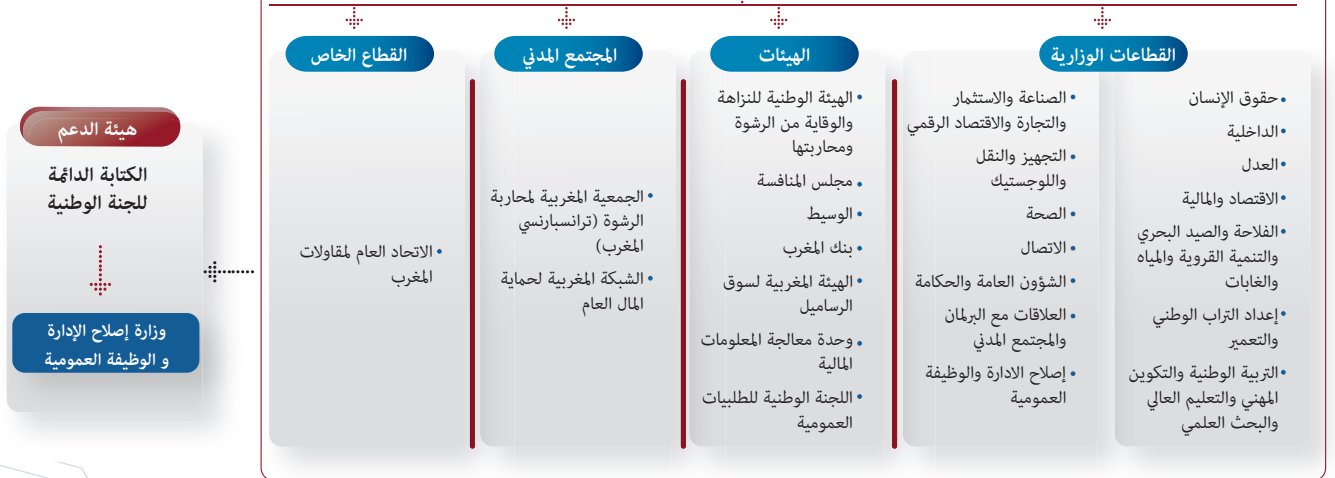 القطاعات الوزارية
حقوق الإنسان
الداخلية
العدل
الاقتصاد والمالية
الفلاحة والصيد البحري
والتنمية القروية والمياه
والغابات
إعداد التراب الوطني
والتعمير
التربية الوطنية والتكوين
المهني والتعليم العالي
والبحث العلمي
الصناعة والاستثمار
والتجارة والاقتصاد الرقمي
التجهيز والنقل
واللوجستيك
الصحة
الاتصال
الشؤون العامة والحكامة
العلاقات مع البرلمان
والمجتمع المدني
إصلاح الادارة والوظيفة
العمومية
الهيئات
الهيئة الوطنية للنزاهة
والوقاية من الرشوة
ومحاربتها
مجلس المنافسة
الوسيط
بنك المغرب
الهيئة المغربية لسوق
الرساميل
وحدة معالجة المعلومات
المالية
اللجنة الوطنية للطلبيات
العمومية
المجتمع المدني
الجمعية المغربية لمحاربة
الرشوة (ترانسبارنسي
المغرب)
الشبكة المغربية لحماية
المال العام
القطاع الخاص
الاتحاد العام لمقاولات
المغرب
هيئة الدعم
الكتابة الدائمة
للجنة الوطنية
وزارة إصلاح الإدارة
و الوظيفة العمومية